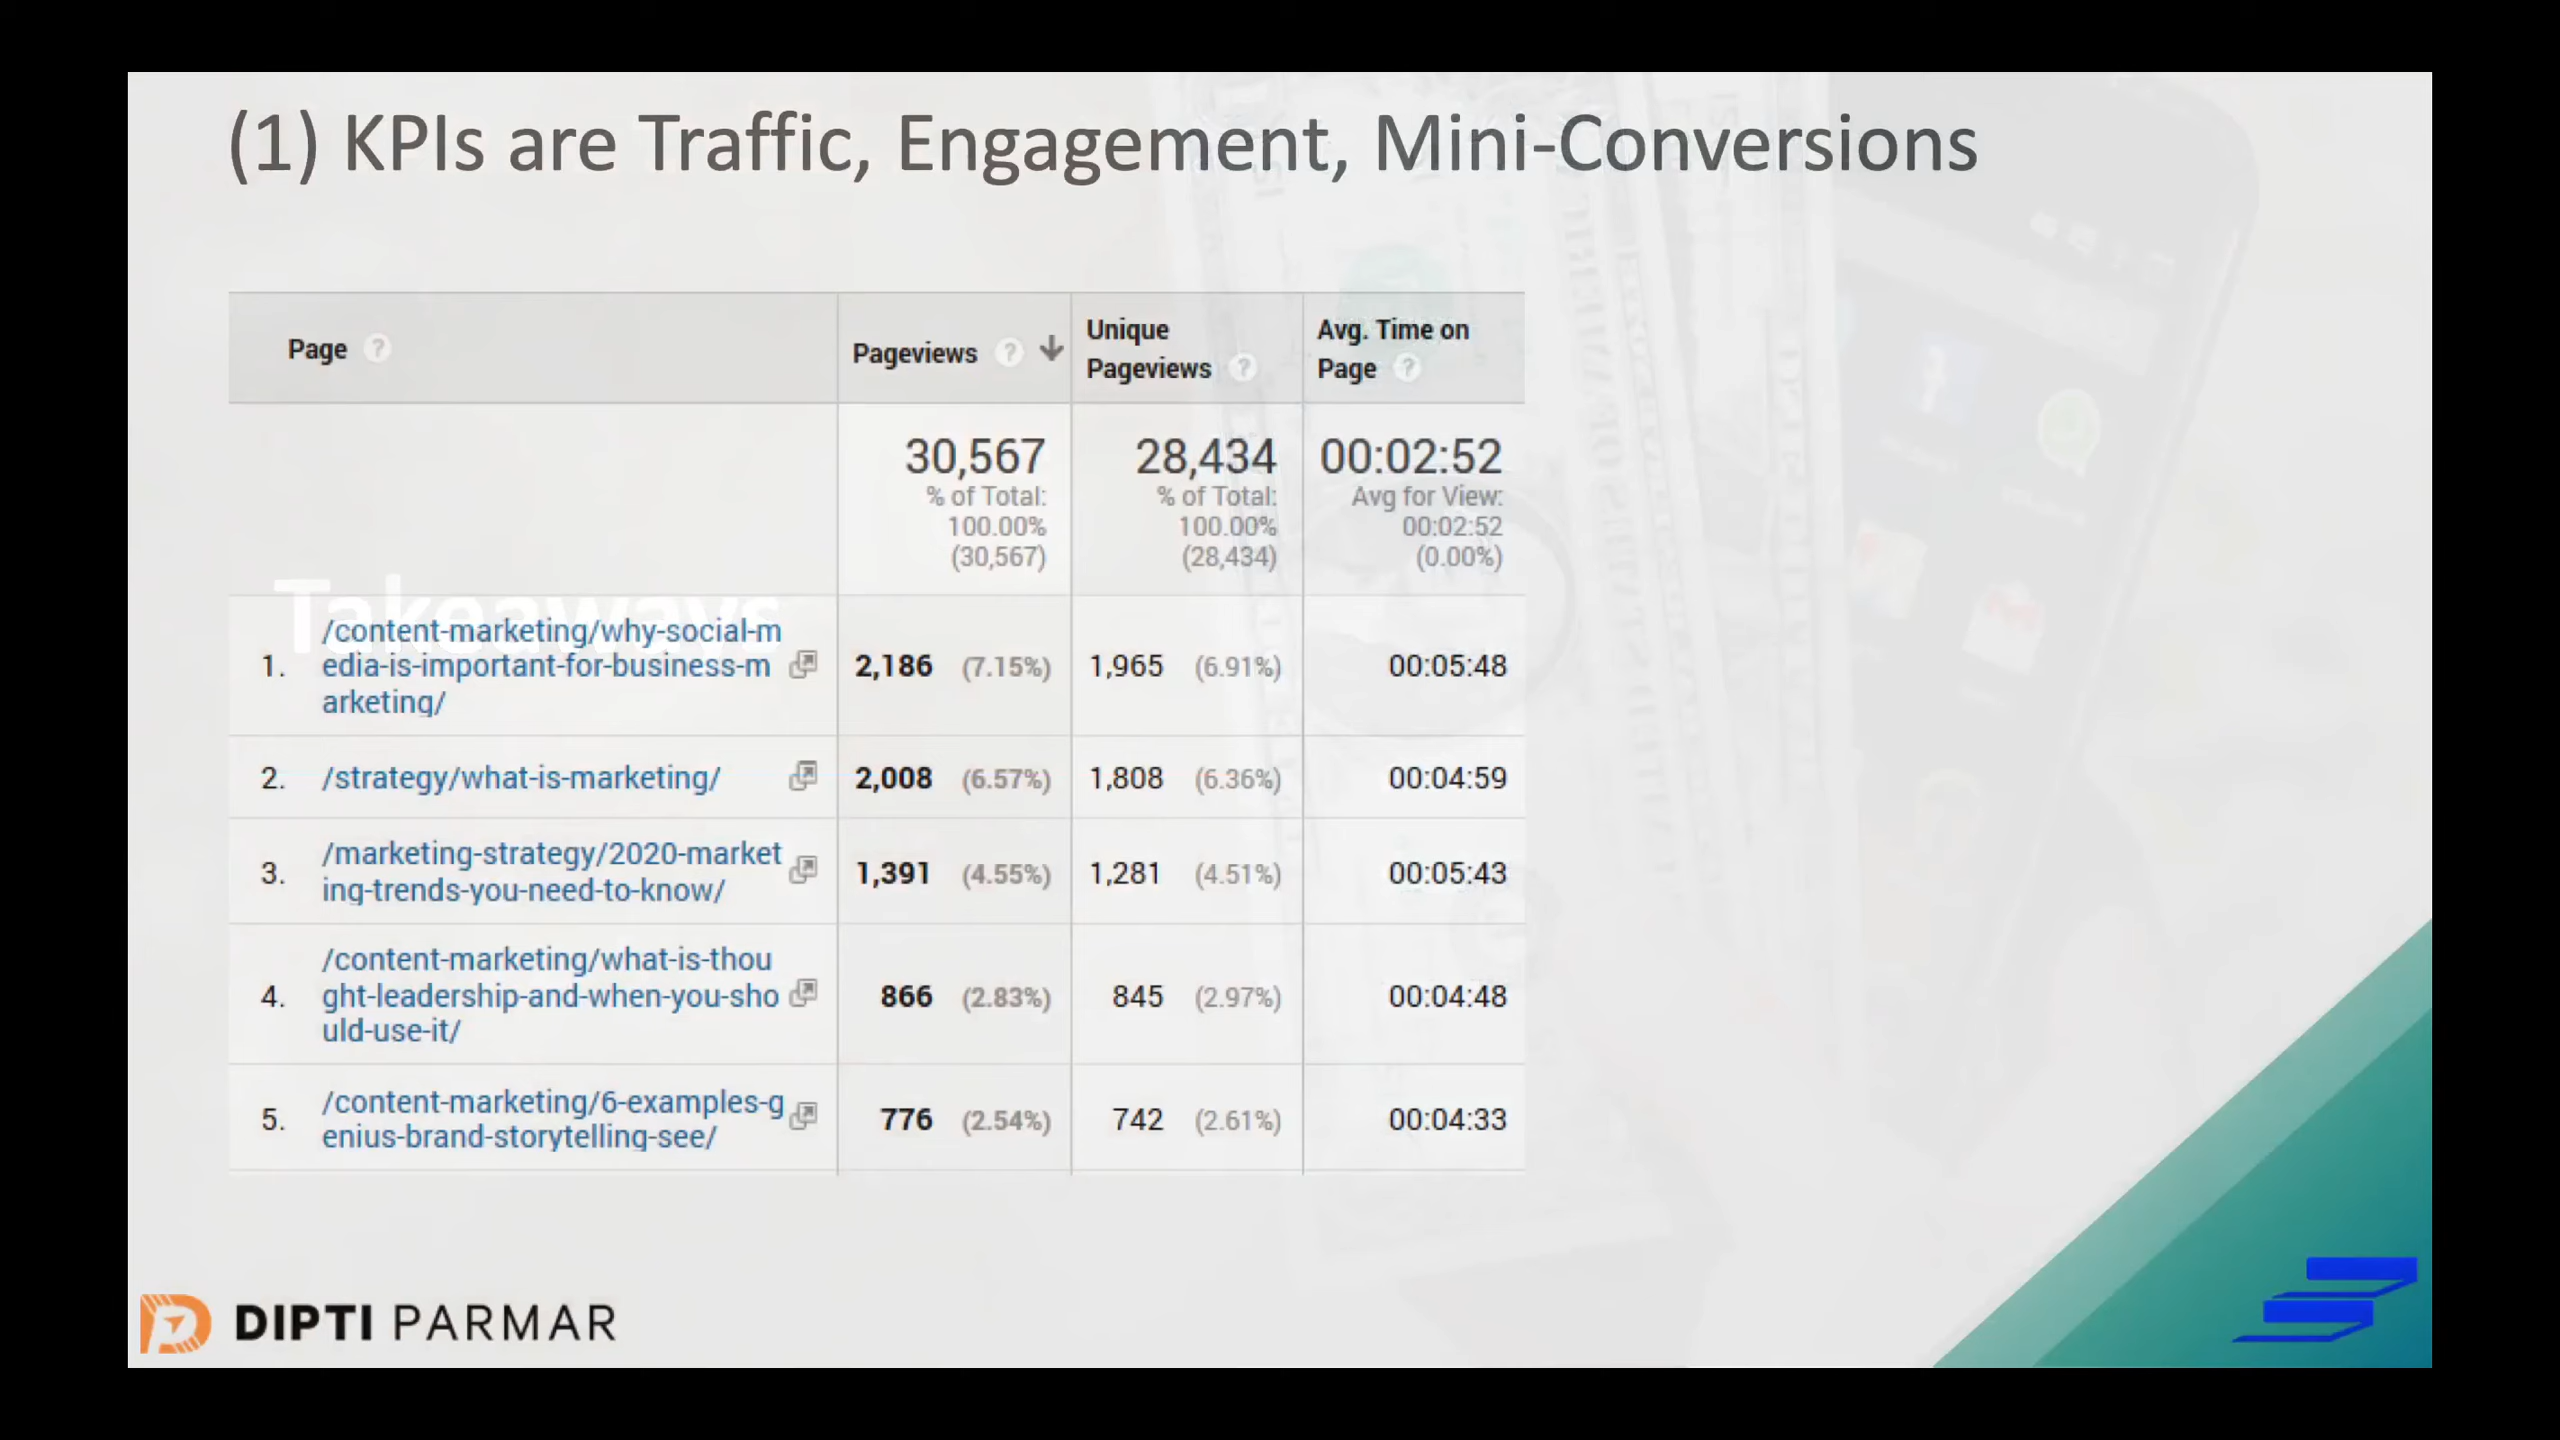 (1) KPIs are Traffic, Engagement, Mini-Conversions
Page ? Pageviews ? Unique Pageviews ? Avg. Time on Page ?
30,567 28,434 00:02:52
% of Total: % of Total: Avg for View:
100.00% 100.00% 00:02:52
(30,567) (28,434) (0.00%)
Takeaways
1. /content-marketing/why-social-m
edia-is-important-for-business-m
arketing/
2,186 (7.15%) 1,965 (6.91%) 00:05:48
2. /strategy/what-is-marketing/ 2,008 (6.57%) 1,808 (6.36%) 00:04:59
3. /marketing-strategy/2020-market
ing-trends-you-need-to-know/
1,391 (4.55%) 1,281 (4.51%) 00:05:43
4. /content-marketing/what-is-thou
ght-leadership-and-when-you-sho
uld-use-it/
866 (2.83%) 845 (2.97%) 00:04:48
5. /content-marketing/6-examples-g
enius-brand-storytelling-see/
776 (2.54%) 742 (2.61%) 00:04:33
DIPTI PARMAR